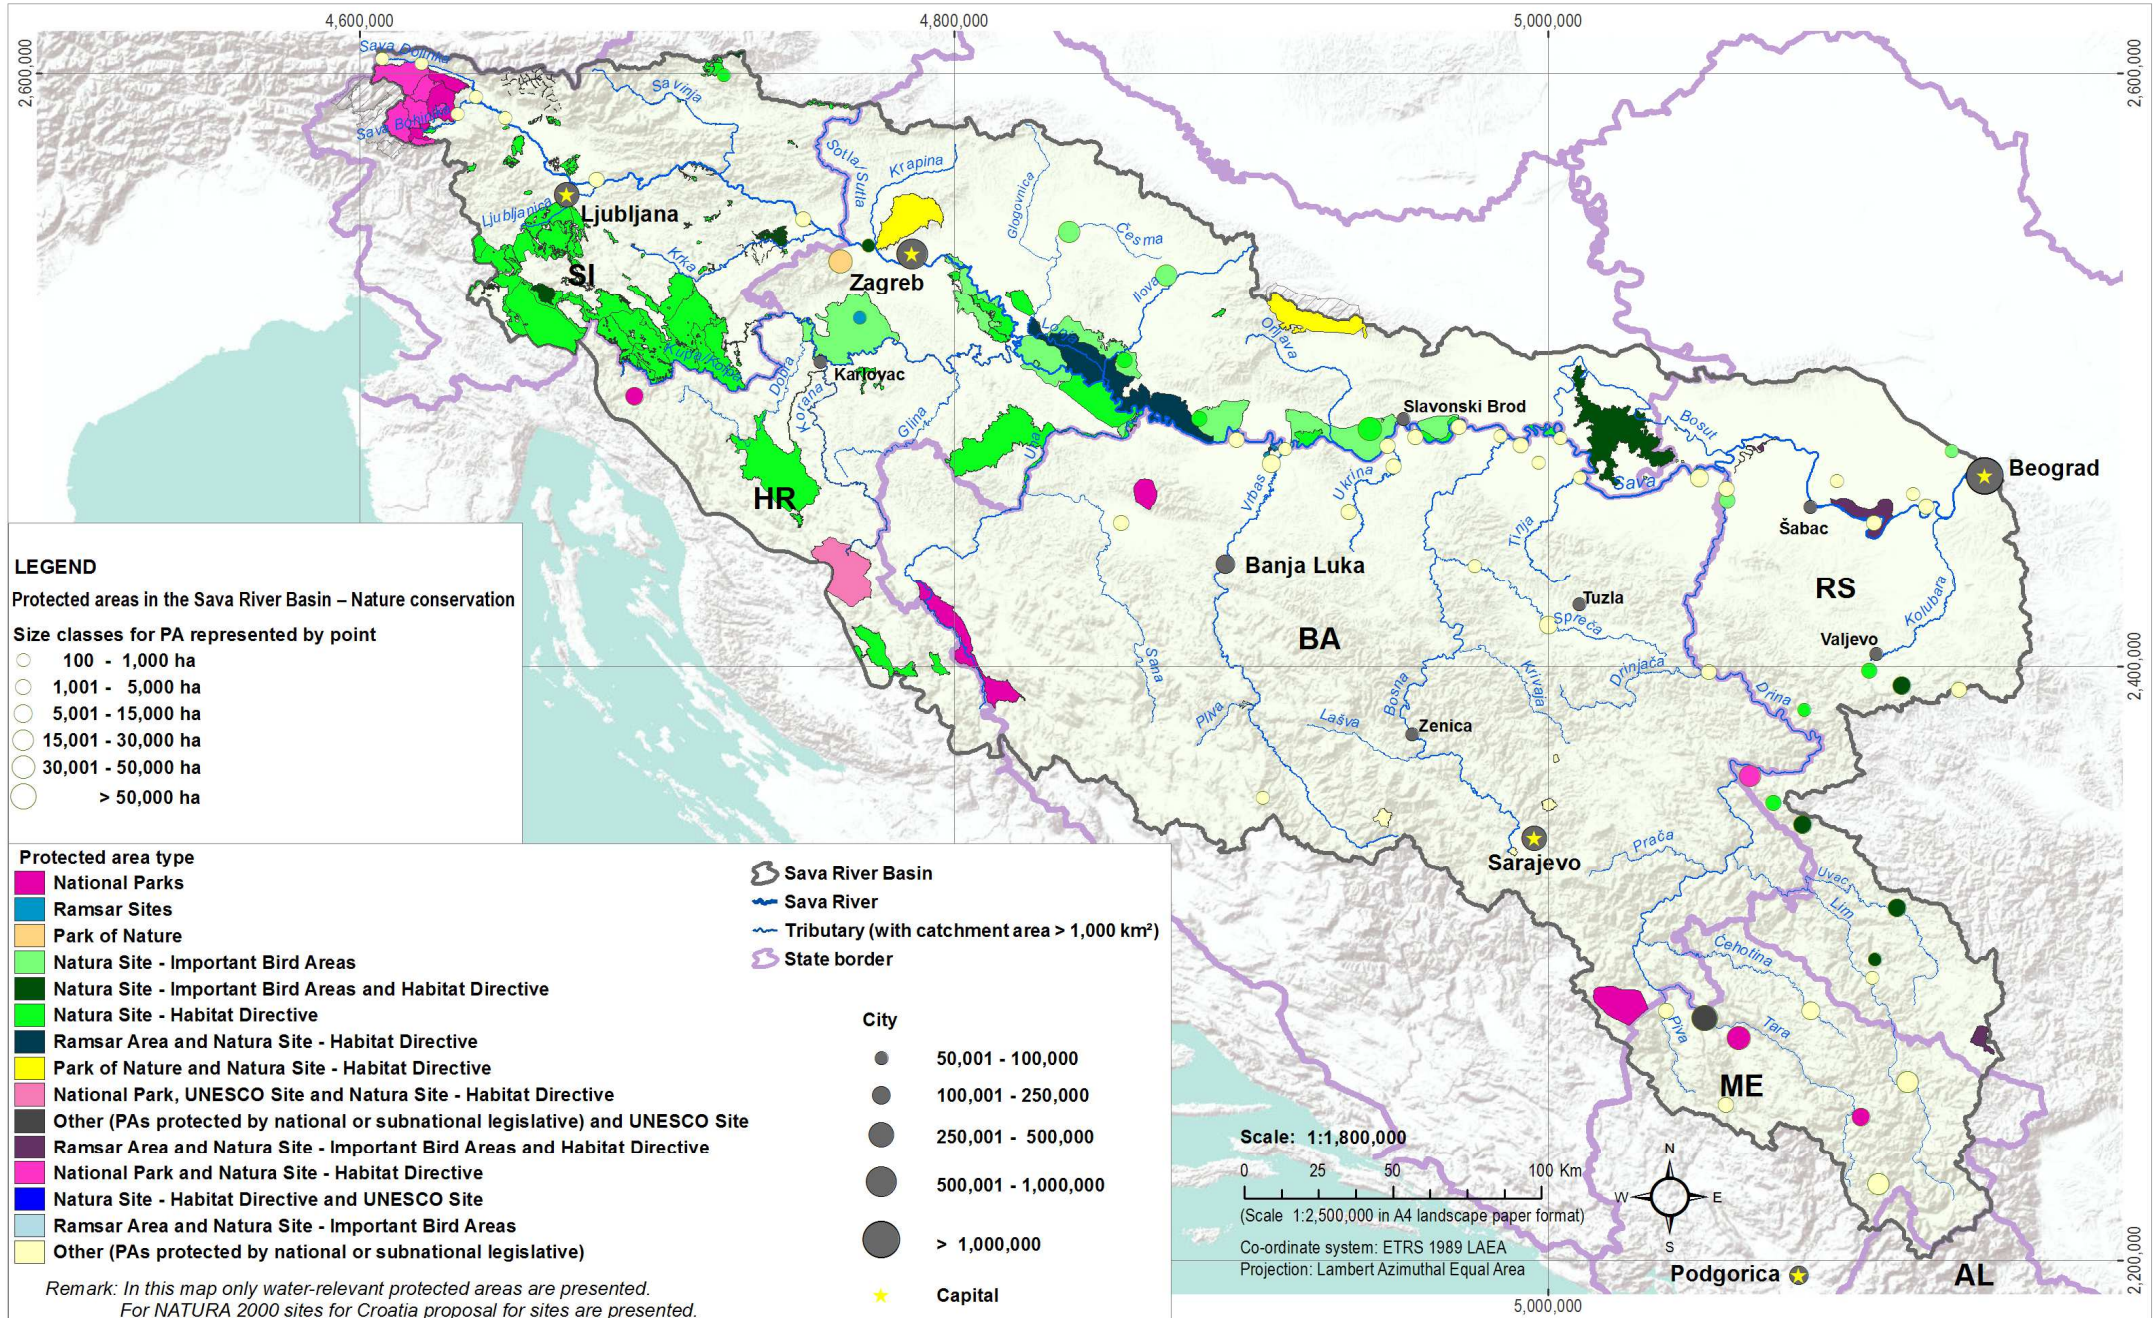 4,600,000
4,800,000
5,000,000
2,600,000
2,600,000
Sava Dolinka
Sava Bohinjka
Savinja
Sotla/Sutla
Krapina
Glogovnica
Česma
Ljubljanica
Ljubljana
Krka
SI
Zagreb
Ilova
Lonja
Orljava
Kupa/Kolpa
Dobra
Karlovac
Korana
Glina
Una
HR
Slavonski Brod
Bosut
Sava
Beograd
Šabac
Vrbas
Ukrina
Tinja
Banja Luka
Tuzla
Spreča
RS
Kolubara
Valjevo
BA
Sana
Pliva
Lašva
Bosna
Zenica
Krivaja
Drinjača
Drina
2,400,000
Sarajevo
Prača
Uvac
Lim
Ćehotina
Piva
Tara
ME
Podgorica
AL
2,200,000
5,000,000
LEGEND
Protected areas in the Sava River Basin – Nature conservation
Size classes for PA represented by point
100 - 1,000 ha
1,001 - 5,000 ha
5,001 - 15,000 ha
15,001 - 30,000 ha
30,001 - 50,000 ha
> 50,000 ha
Protected area type
National Parks
Ramsar Sites
Park of Nature
Natura Site - Important Bird Areas
Natura Site - Important Bird Areas and Habitat Directive
Natura Site - Habitat Directive
Ramsar Area and Natura Site - Habitat Directive
Park of Nature and Natura Site - Habitat Directive
National Park, UNESCO Site and Natura Site - Habitat Directive
Other (PAs protected by national or subnational legislative) and UNESCO Site
Ramsar Area and Natura Site - Important Bird Areas and Habitat Directive
National Park and Natura Site - Habitat Directive
Natura Site - Habitat Directive and UNESCO Site
Ramsar Area and Natura Site - Important Bird Areas
Other (PAs protected by national or subnational legislative)
Remark: In this map only water-relevant protected areas are presented.
For NATURA 2000 sites for Croatia proposal for sites are presented.
Sava River Basin
Sava River
Tributary (with catchment area > 1,000 km²)
State border
City
50,001 - 100,000
100,001 - 250,000
250,001 - 500,000
500,001 - 1,000,000
> 1,000,000
Capital
Scale: 1:1,800,000
0 25 50 100 Km
(Scale 1:2,500,000 in A4 landscape paper format)
Co-ordinate system: ETRS 1989 LAEA
Projection: Lambert Azimuthal Equal Area
N
W
E
S